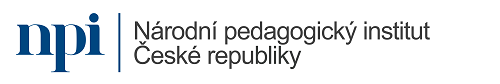 npi
Národní pedagogický institut
České republiky